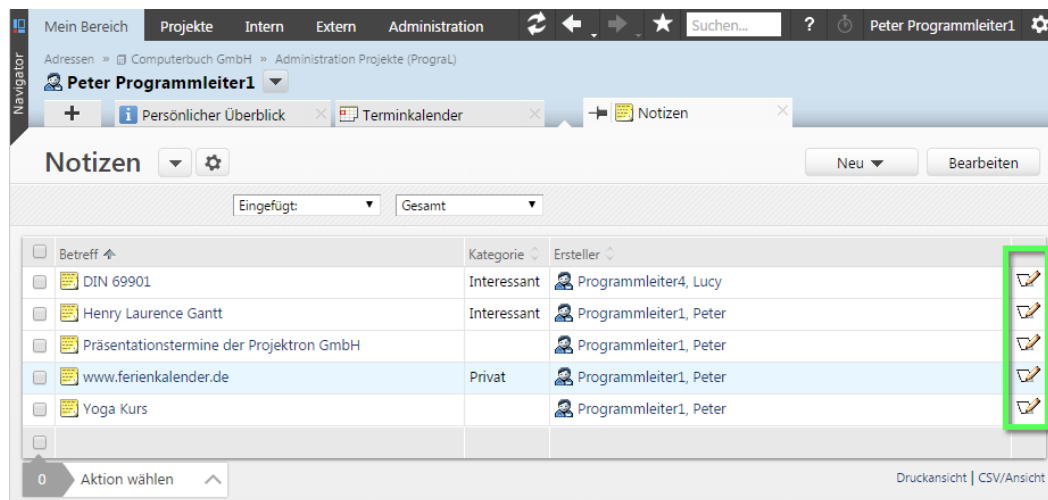 Mein Bereich Projekte Intern Extern Administration Suchen... ? Peter Programmleiter1
Navigator
Adressen » Computerbuch GmbH » Administration Projekte (PrograL)
Peter Programmleiter1
+ Persönlicher Überblick Terminkalender Notizen
Notizen Neu Bearbeiten
Eingefügt: Gesamt
Betreff Kategorie Ersteller
DIN 69901 Interessant Programmleiter4, Lucy
Henry Laurence Gantt Interessant Programmleiter1, Peter
Präsentationstermine der Projektron GmbH Programmleiter1, Peter
www.ferienkalender.de Privat Programmleiter1, Peter
Yoga Kurs Programmleiter1, Peter
0 Aktion wählen Druckansicht | CSV/Ansicht